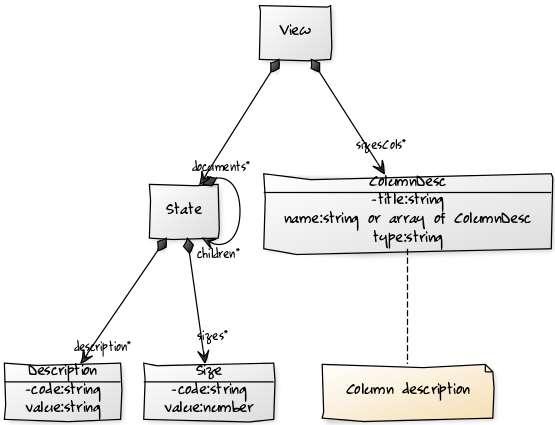 View
documents*
sizesCols*
State
children*
ColumnDesc
-title:string
name:string or array of ColumnDesc
type:string
description*
sizes*
Description
-code:string
value:string
Size
-code:string
value:number
Column description